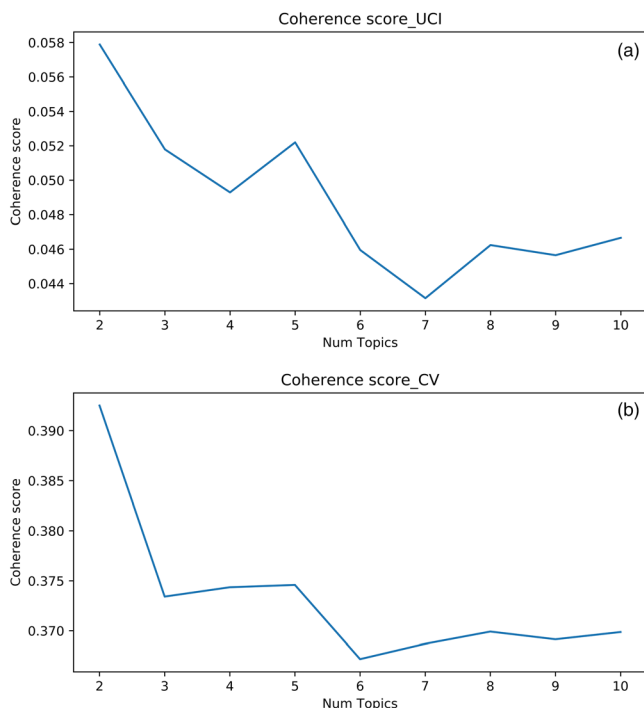 Coherence score_UCI
(a)
0.058
0.056
0.054
0.052
0.050
0.048
0.046
0.044
Coherence score
2 3 4 5 6 7 8 9 10
Num Topics
Coherence score_CV
(b)
0.390
0.385
0.380
0.375
0.370
Coherence score
2 3 4 5 6 7 8 9 10
Num Topics